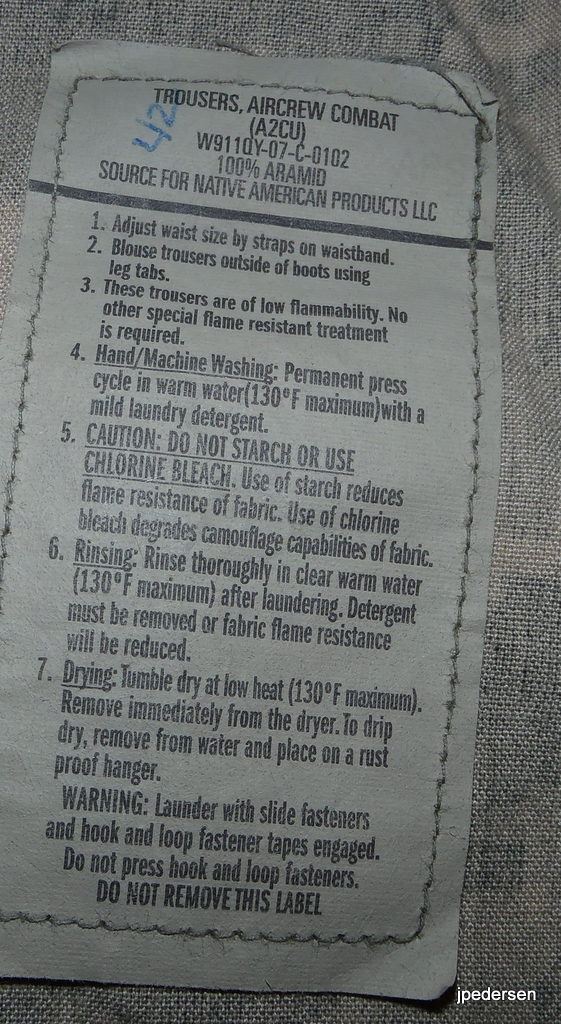 TROUSERS, AIRCREW COMBAT
(A2CU)
42
W911QY-07-C-0102
100% ARAMID
SOURCE FOR NATIVE AMERICAN PRODUCTS LLC
1. Adjust waist size by straps on waistband.
2. Blouse trousers outside of boots using
leg tabs.
3. These trousers are of low flammability. No
other special flame resistant treatment
is required.
4. Hand/Machine Washing: Permanent press
cycle in warm water(130°F maximum)with a
mild laundry detergent.
5. CAUTION: DO NOT STARCH OR USE
CHLORINE BLEACH. Use of starch reduces
flame resistance of fabric. Use of chlorine
bleach degrades camouflage capabilities of fabric.
6. Rinsing: Rinse thoroughly in clear warm water
(130°F maximum) after laundering. Detergent
must be removed or fabric flame resistance
will be reduced.
7. Drying: Tumble dry at low heat (130°F maximum).
Remove immediately from the dryer. To drip
dry, remove from water and place on a rust
proof hanger.
WARNING: Launder with slide fasteners
and hook and loop fastener tapes engaged.
Do not press hook and loop fasteners.
DO NOT REMOVE THIS LABEL
jpedersen